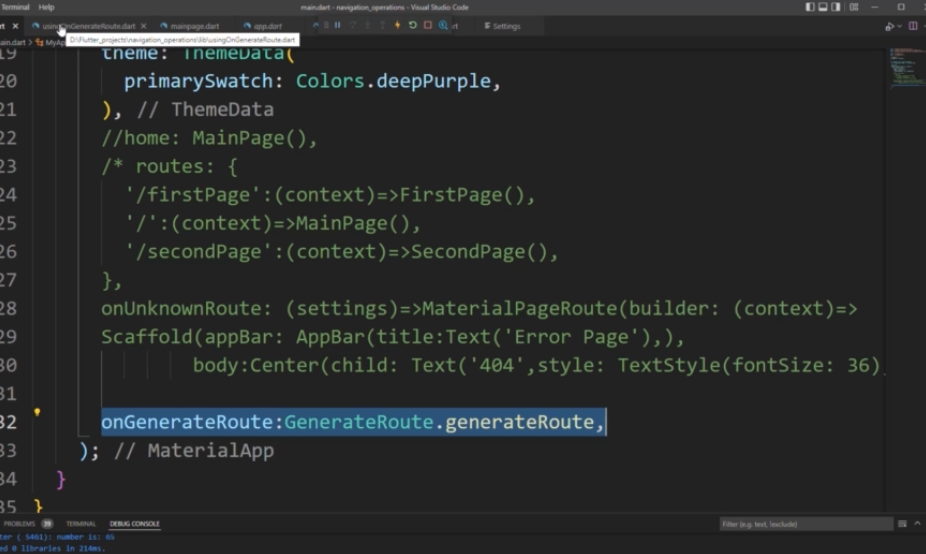 Terminal Help main.dart - navigation_operations - Visual Studio Code
rt × usingOnGenerateRoute.dart × mainpage.dart app.dart rt Settings
ain.dart > MyAp D:\Flutter_projects\navigation_operations\lib\usingOnGenerateRoute.dart
19 theme: ThemeData(
20 primarySwatch: Colors.deepPurple,
21 ), // ThemeData
22 //home: MainPage(),
23 /* routes: {
24 '/firstPage':(context)=>FirstPage(),
25 '/':(context)=>MainPage(),
26 '/secondPage':(context)=>SecondPage(),
27 },
28 onUnknownRoute: (settings)=>MaterialPageRoute(builder: (context)=>
29 Scaffold(appBar: AppBar(title:Text('Error Page'),),
30 body:Center(child: Text('404',style: TextStyle(fontSize: 36)
31
32 onGenerateRoute:GenerateRoute.generateRoute,
33 ); // MaterialApp
34 }
35 }
PROBLEMS 39 TERMINAL DEBUG CONSOLE Filter (e.g. text, !exclude)
ter ( 5461): number is: 65
ed 0 libraries in 214ms.